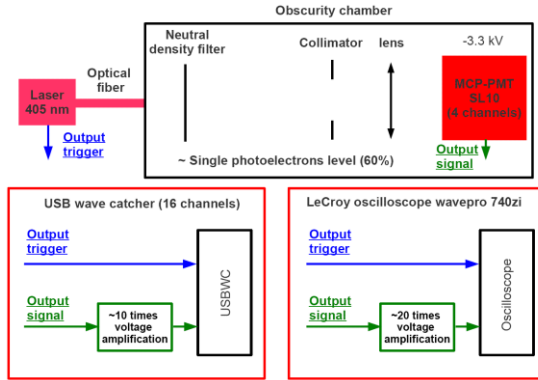 Obscurity chamber
Neutral
density filter
Collimator
lens
-3.3 kV
Optical
fiber
Laser
405 nm
MCP-PMT
SL10
(4 channels)
Output
trigger
Output
signal
~ Single photoelectrons level (60%)
USB wave catcher (16 channels)
Output
trigger
Output
signal
~10 times
voltage
amplification
USBWC
LeCroy oscilloscope wavepro 740zi
Output
trigger
Output
signal
~20 times
voltage
amplification
Oscilloscope